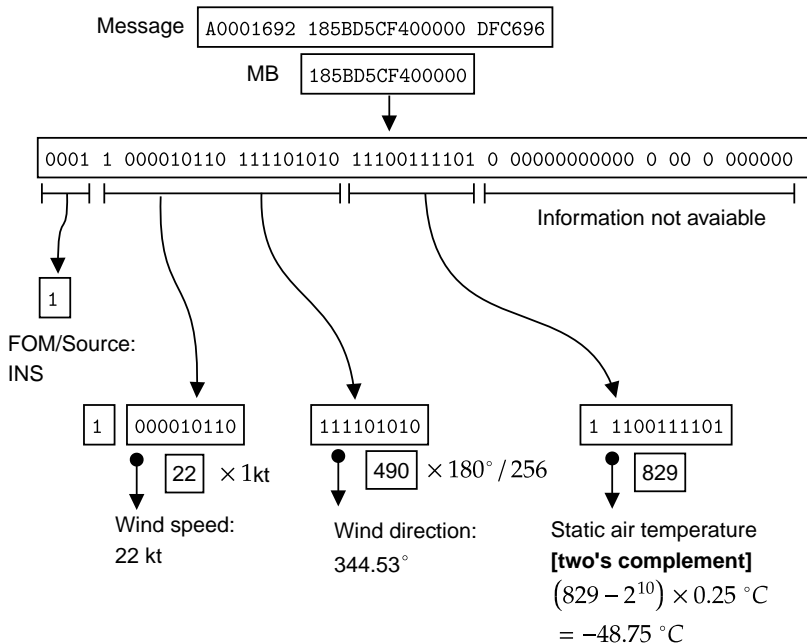 Message A0001692 185BD5CF400000 DFC696
MB 185BD5CF400000
0001 1 000010110 111101010 11100111101 0 00000000000 0 00 0 000000
Information not avaiable
1
FOM/Source:
INS
1 000010110 111101010 1 1100111101
22 × 1kt 490 × 180° / 256 829
Wind speed:
22 kt
Wind direction:
344.53°
Static air temperature
[two's complement]
(829 − 2^10) × 0.25 °C
= −48.75 °C